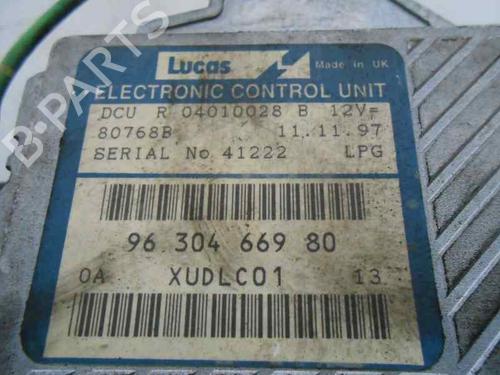 Lucas Made in UK
ELECTRONIC CONTROL UNIT
DCU R 04010028 B 12V=
80768B 11.11.97
SERIAL No 41222 LPG
96 304 669 80
0A XUDLC01 13
B-PARTS